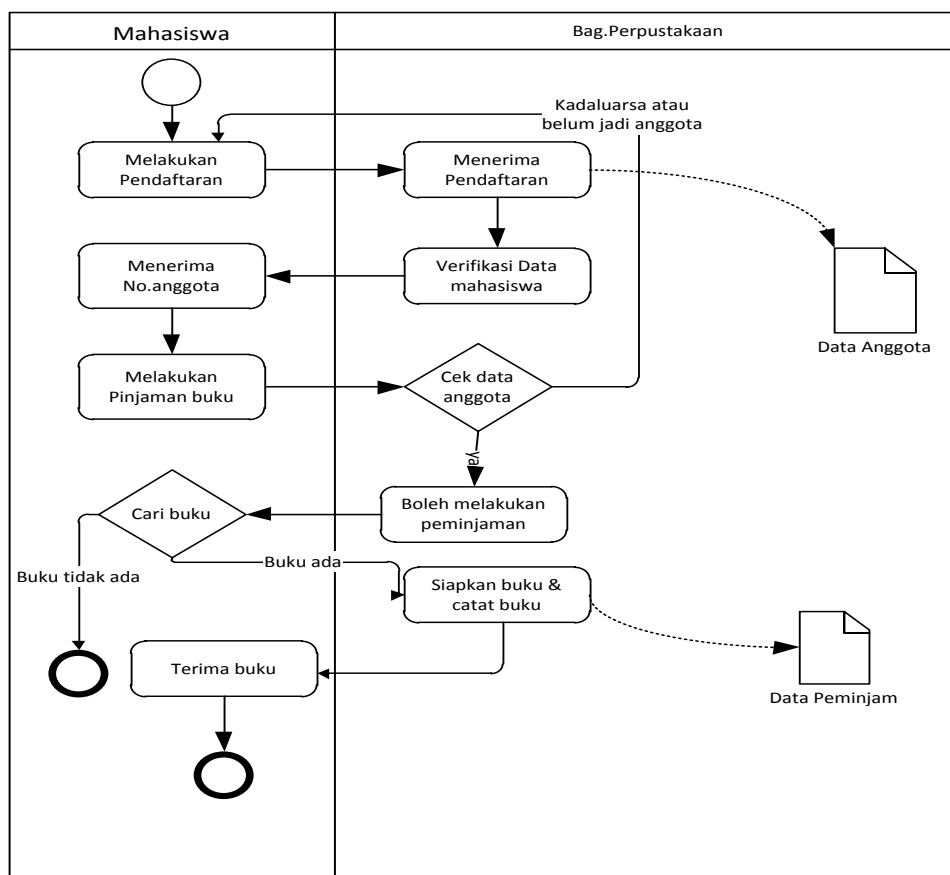 Mahasiswa
Bag.Perpustakaan
Kadaluarsa atau
belum jadi anggota
Melakukan
Pendaftaran
Menerima
Pendaftaran
Menerima
No.anggota
Verifikasi Data
mahasiswa
Data Anggota
Melakukan
Pinjaman buku
Cek data
anggota
ya
Cari buku
Boleh melakukan
peminjaman
Buku tidak ada
Buku ada
Siapkan buku &
catat buku
Terima buku
Data Peminjam